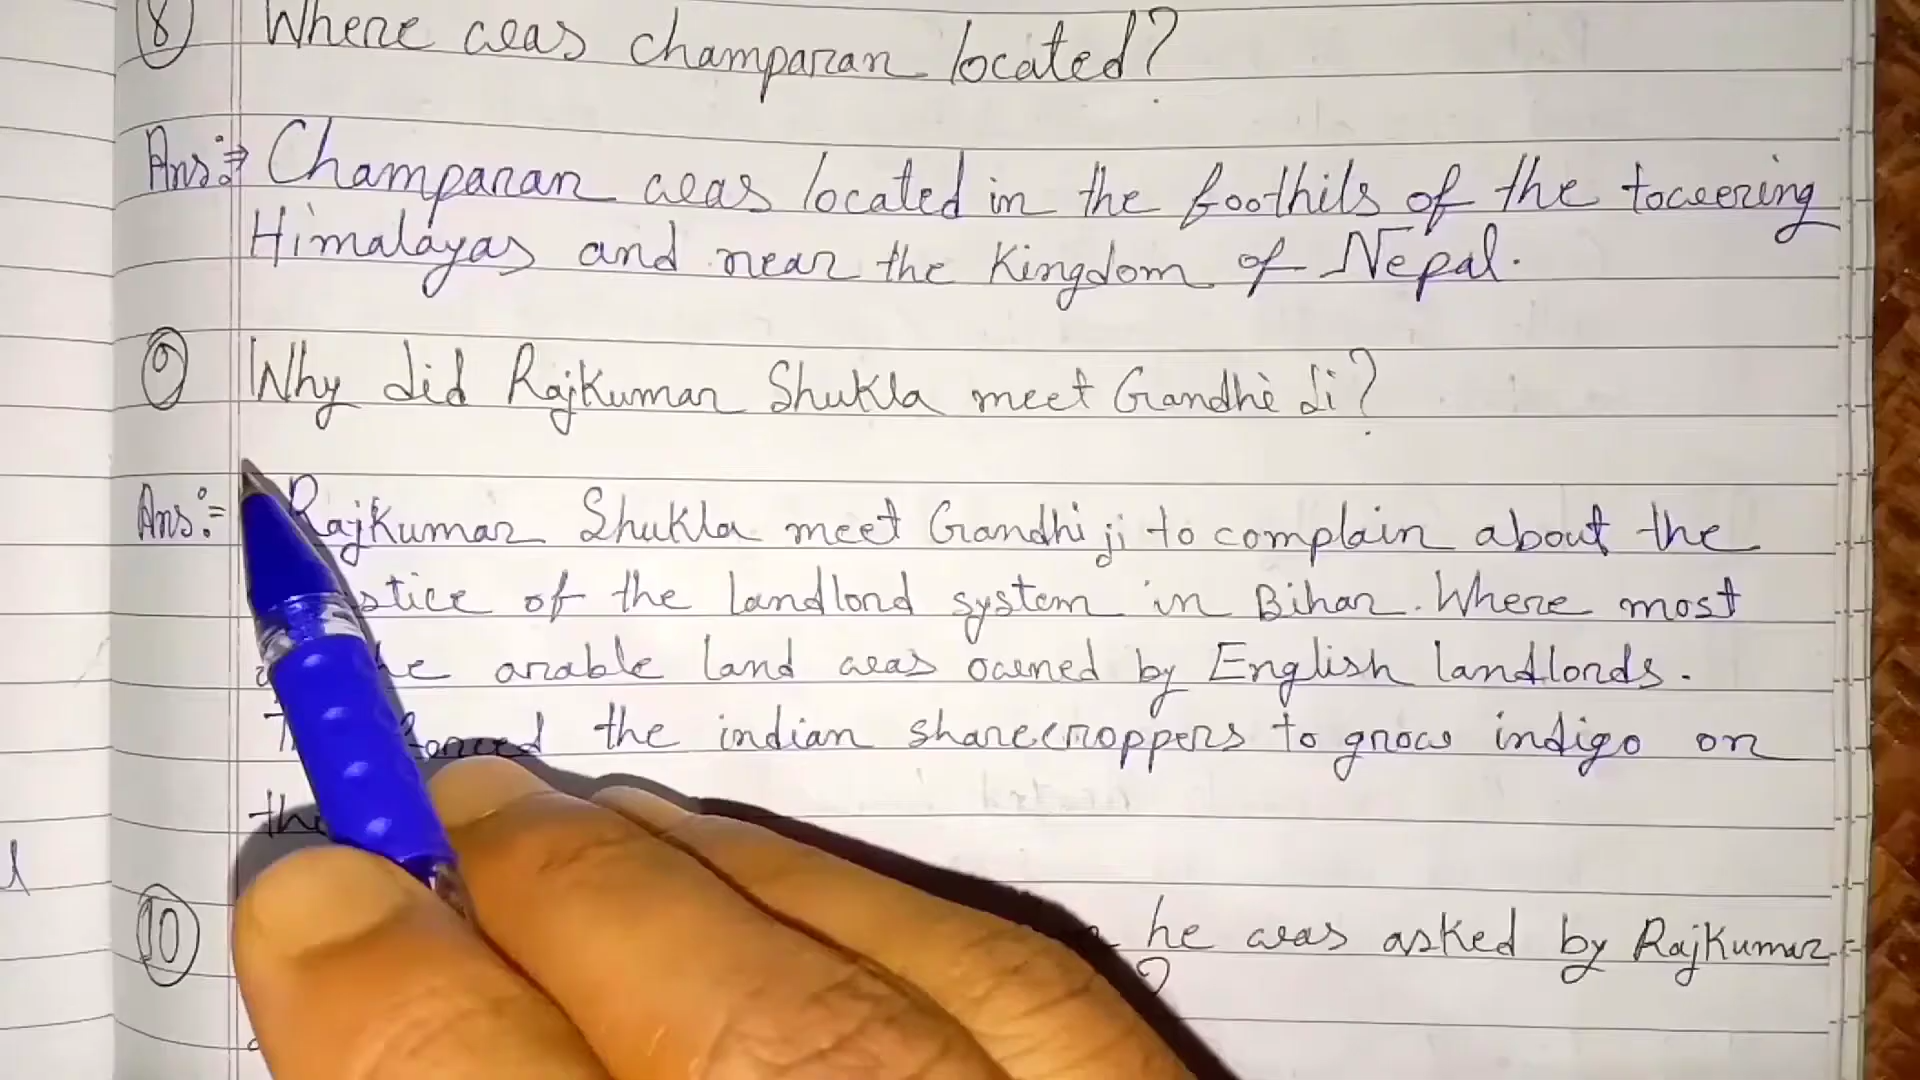 8 Where was champaran located?
Ans:⇒ Champaran was located in the foothils of the towering
Himalayas and near the Kingdom of Nepal.
9 Why did Rajkumar Shukla meet Gandhi Ji?
Ans:= Rajkumar Shukla meet Gandhi ji to complain about the
of the landlord system in Bihar. Where most
arable land was owned by English landlords.
the indian sharecroppers to grow indigo on
10 he was asked by Rajkumar
?